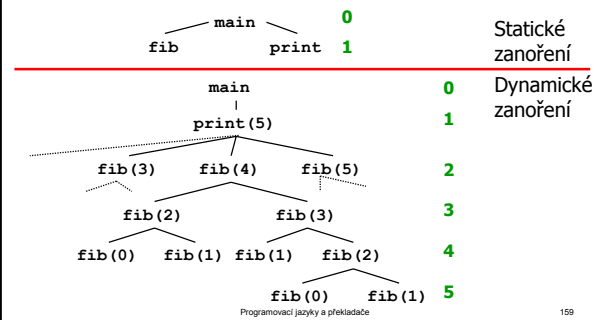 main 0
fib print 1
Statické
zanoření
main 0
Dynamické
zanoření
print(5) 1
fib(3) fib(4) fib(5) 2
fib(2) fib(3) 3
fib(0) fib(1) fib(1) fib(2) 4
fib(0) fib(1) 5
Programovací jazyky a překladače 159